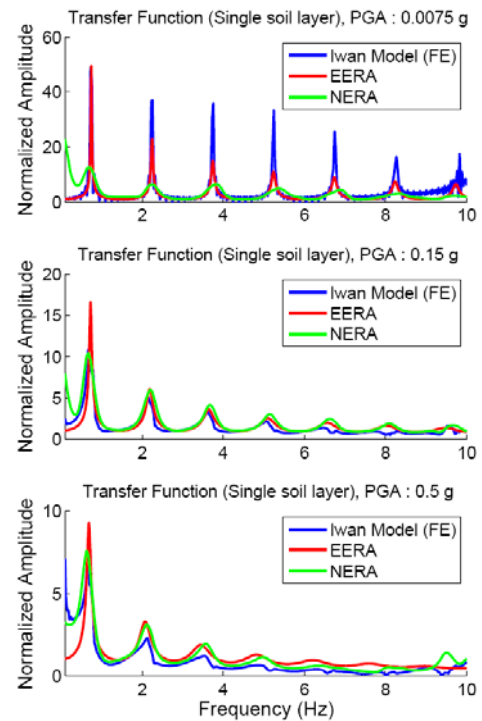 Transfer Function (Single soil layer), PGA : 0.0075 g
Normalized Amplitude
60
40
20
0
Iwan Model (FE)
EERA
NERA
2 4 6 8 10
Transfer Function (Single soil layer), PGA : 0.15 g
Normalized Amplitude
20
15
10
5
0
Iwan Model (FE)
EERA
NERA
2 4 6 8 10
Transfer Function (Single soil layer), PGA : 0.5 g
Normalized Amplitude
10
5
0
Iwan Model (FE)
EERA
NERA
2 4 6 8 10
Frequency (Hz)